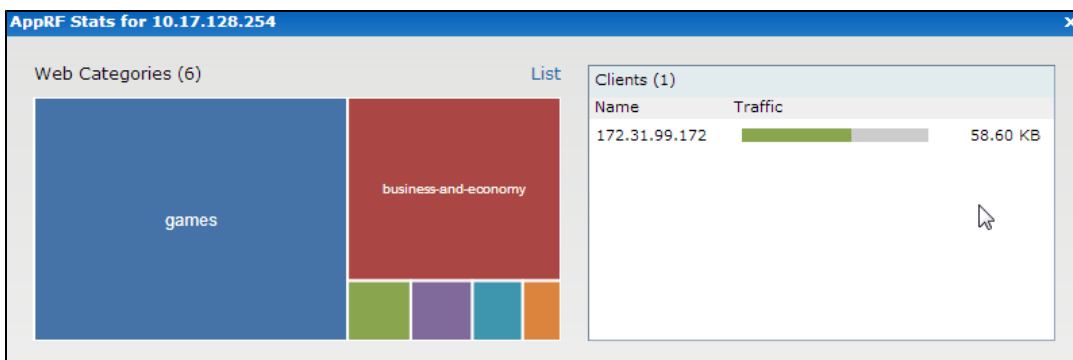 AppRF Stats for 10.17.128.254 x
Web Categories (6) List
games
business-and-economy
Clients (1)
Name Traffic
172.31.99.172 58.60 KB